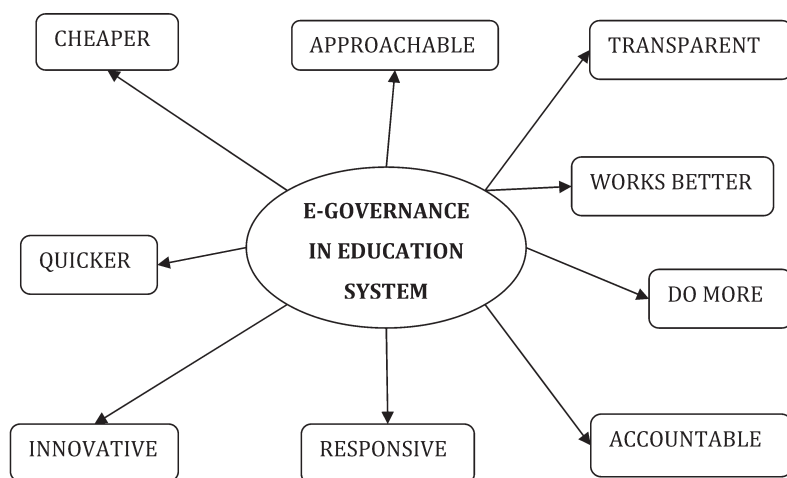 CHEAPER
APPROACHABLE
TRANSPARENT
WORKS BETTER
E-GOVERNANCE
IN EDUCATION
SYSTEM
QUICKER
DO MORE
INNOVATIVE
RESPONSIVE
ACCOUNTABLE